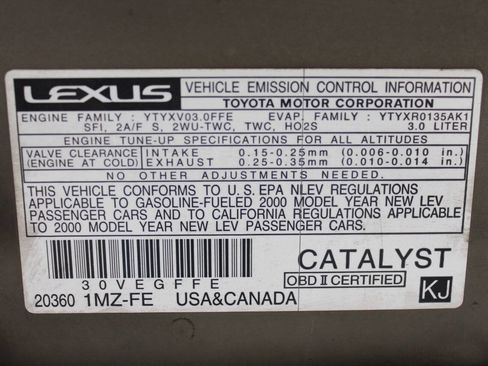 LEXUS
VEHICLE EMISSION CONTROL INFORMATION
TOYOTA MOTOR CORPORATION
ENGINE FAMILY : YTYXV03.0FFE EVAP. FAMILY : YTYXR0135AK1
SFI, 2A/F S, 2WU-TWC, TWC, HO2S 3.0 LITER
ENGINE TUNE-UP SPECIFICATIONS FOR ALL ALTITUDES
VALVE CLEARANCE INTAKE 0.15-0.25mm (0.006-0.010 in.)
(ENGINE AT COLD) EXHAUST 0.25-0.35mm (0.010-0.014 in.)
NO OTHER ADJUSTMENTS NEEDED.
THIS VEHICLE CONFORMS TO U.S. EPA NLEV REGULATIONS
APPLICABLE TO GASOLINE-FUELED 2000 MODEL YEAR NEW LEV
PASSENGER CARS AND TO CALIFORNIA REGULATIONS APPLICABLE
TO 2000 MODEL YEAR NEW LEV PASSENGER CARS.
30VEGFFE
CATALYST
OBD II CERTIFIED
20360 1MZ-FE USA&CANADA
KJ